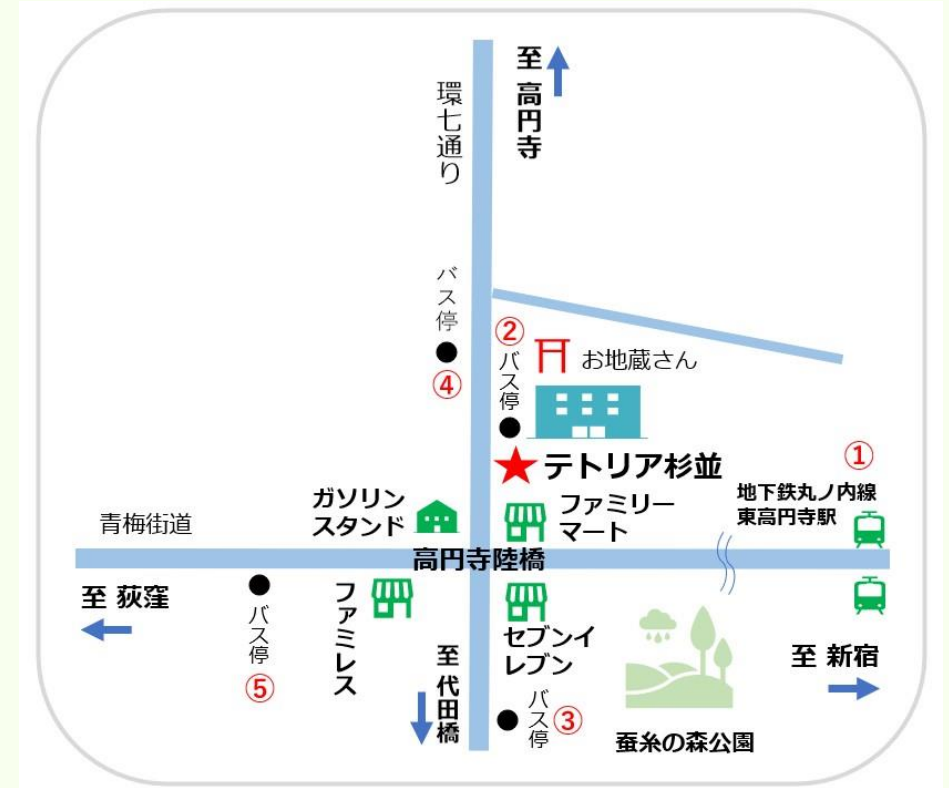 至 高円寺
環七通り
バス停
④
②
バス停
お地蔵さん
テトリア杉並
①
地下鉄丸ノ内線
東高円寺駅
ガソリン
スタンド
ファミリー
マート
青梅街道
高円寺陸橋
至 荻窪
バス停
⑤
ファミレス
セブンイ
レブン
至 代田橋
バス停
③
至 新宿
蚕糸の森公園